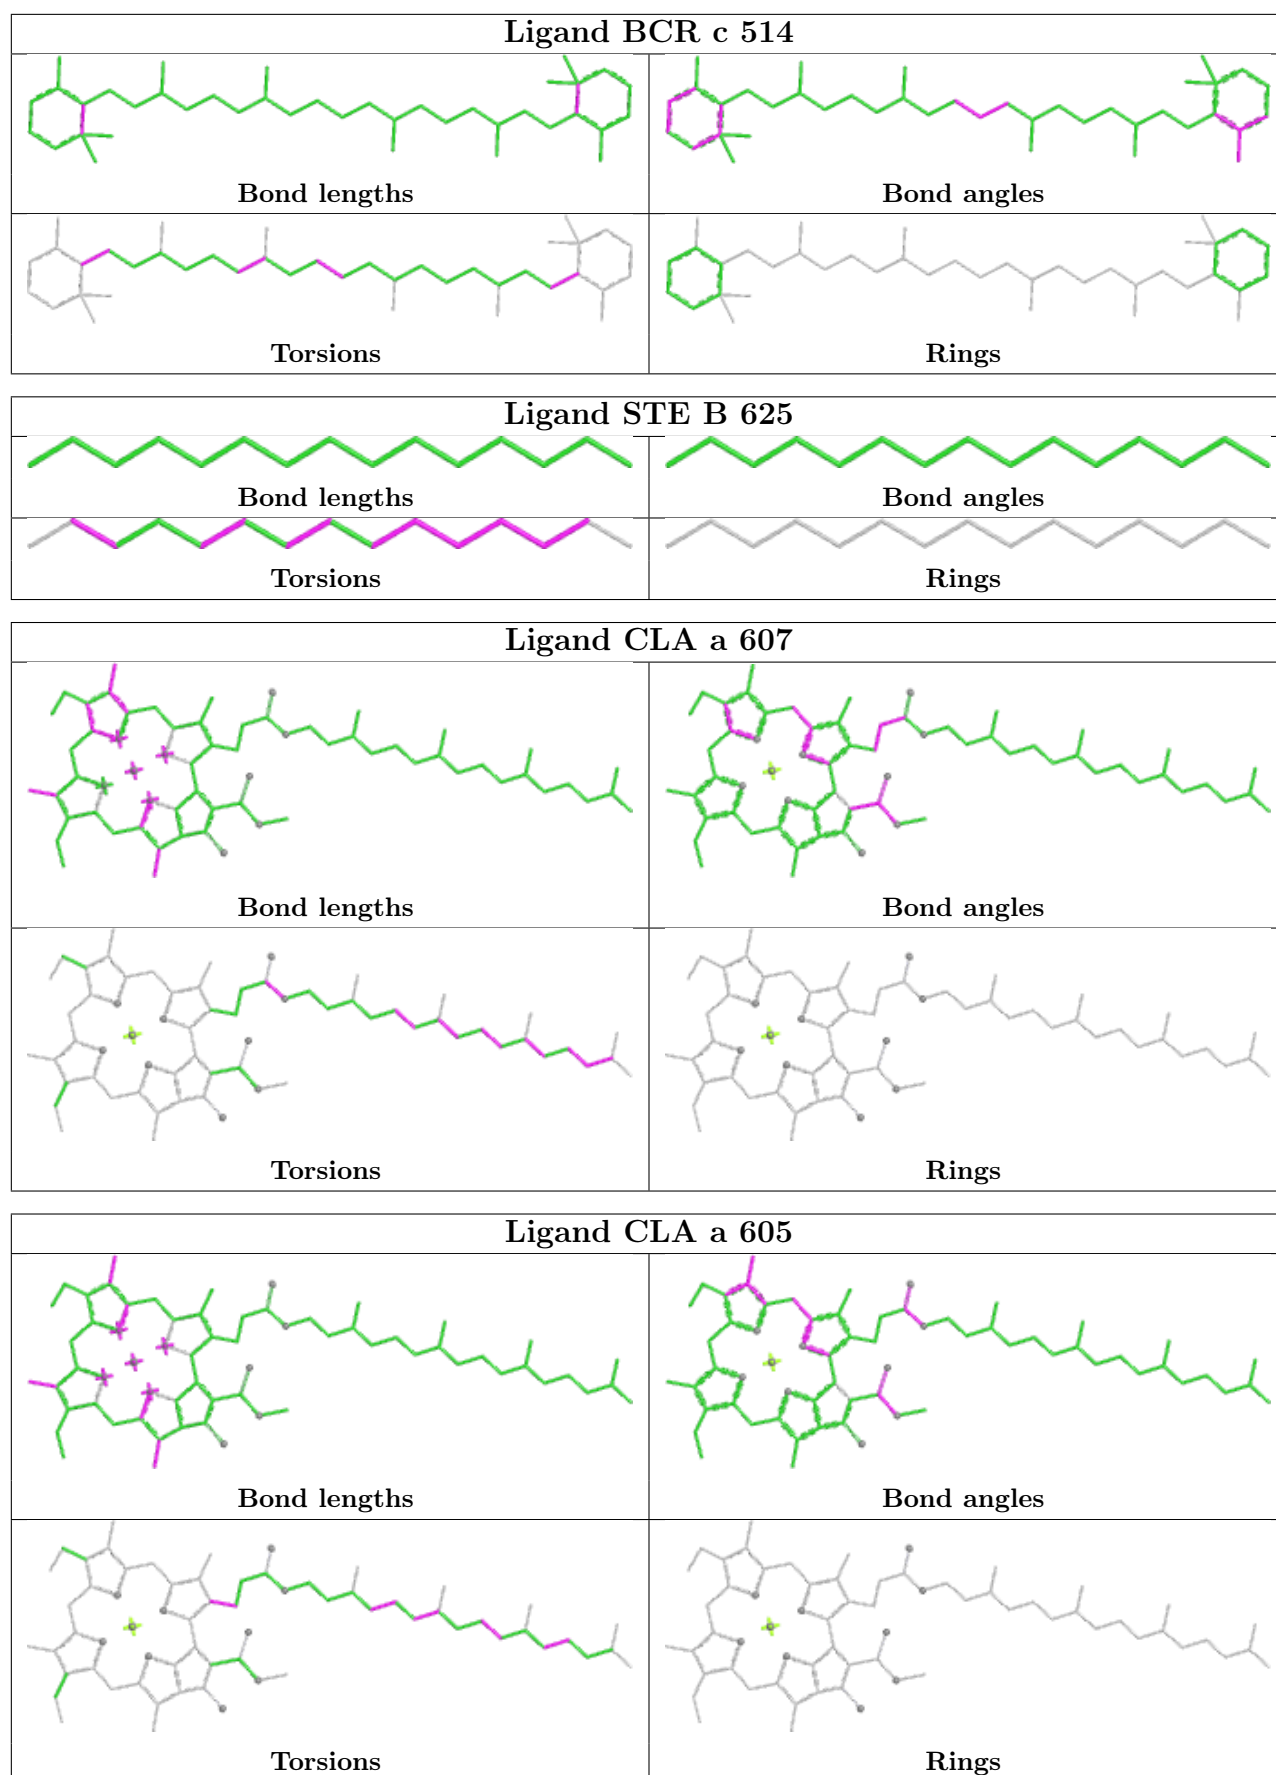 Ligand BCR c 514
Bond lengths
Bond angles
Torsions
Rings
Ligand STE B 625
Bond lengths
Bond angles
Torsions
Rings
Ligand CLA a 607
Bond lengths
Bond angles
Torsions
Rings
Ligand CLA a 605
Bond lengths
Bond angles
Torsions
Rings